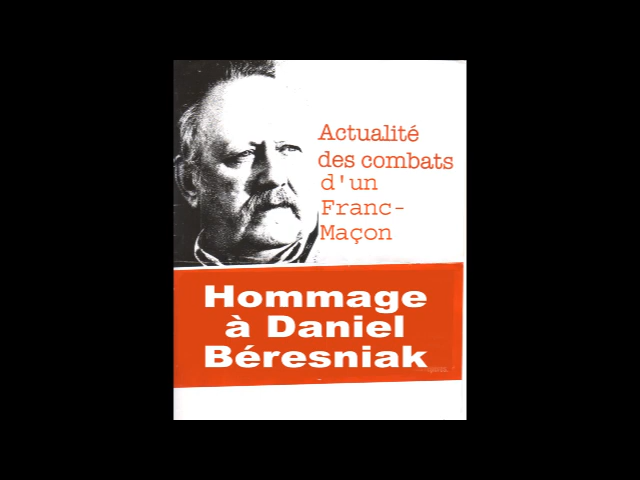 Actualité
des combats
d'un
Franc-
Maçon
Hommage
à Daniel
Béresniak